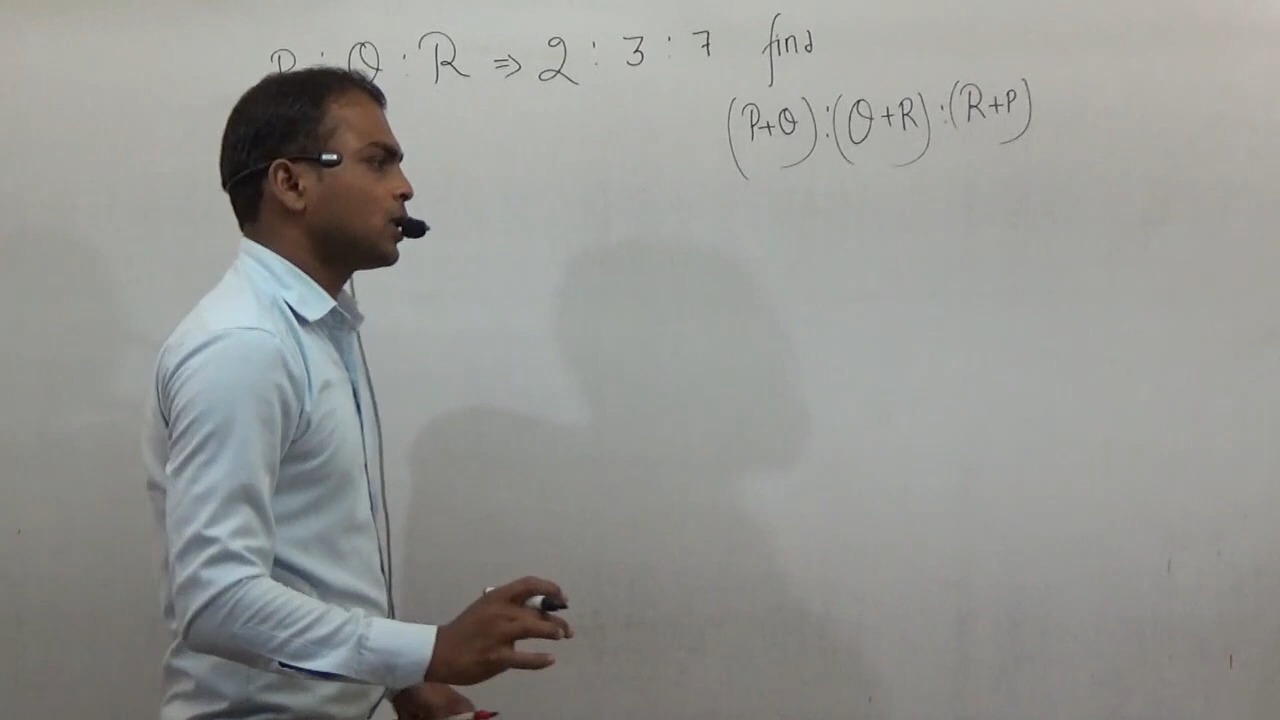 P : Q : R ⇒ 2 : 3 : 7 find
(P+Q) : (Q+R) : (R+P)